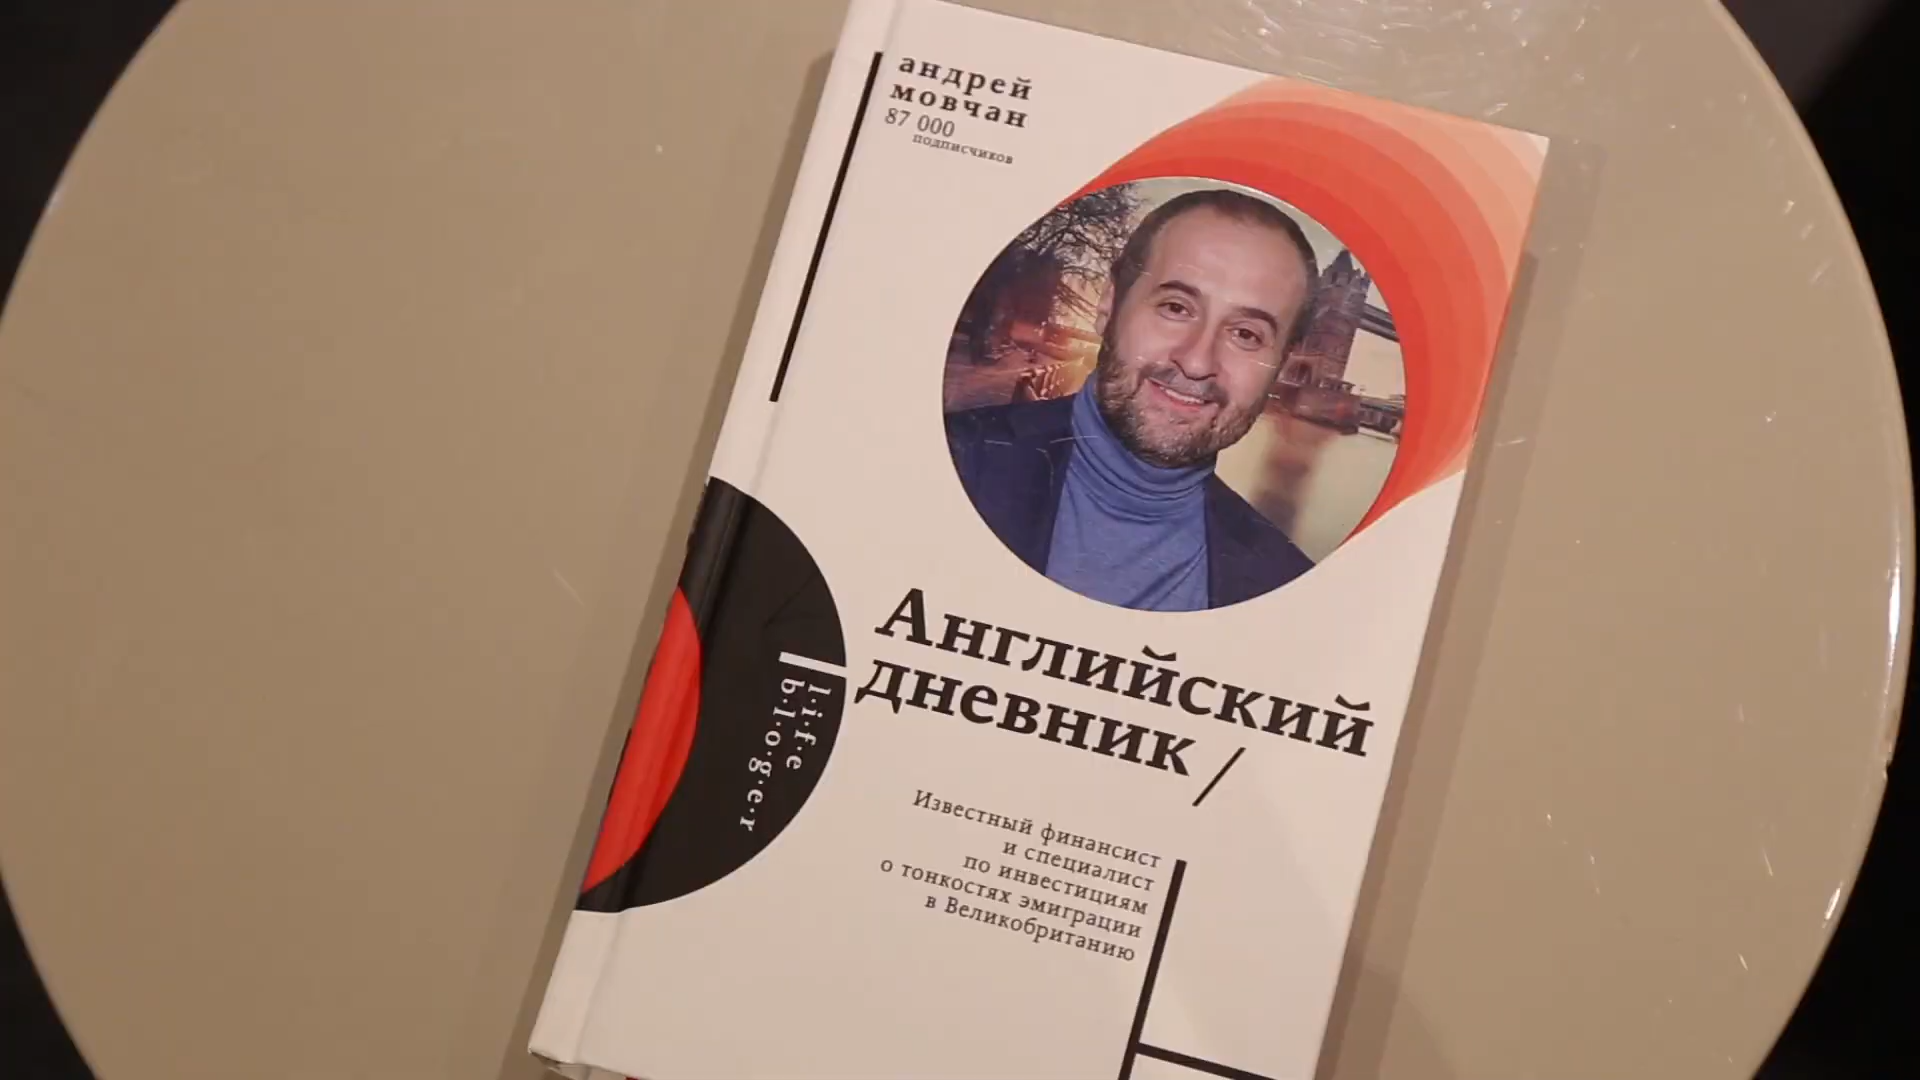 андрей
мовчан
87 000
подписчиков
Английский
дневник /
l·i·f·e
b·l·o·g·e·r
Известный финансист
и специалист
по инвестициям
о тонкостях эмиграции
в Великобританию